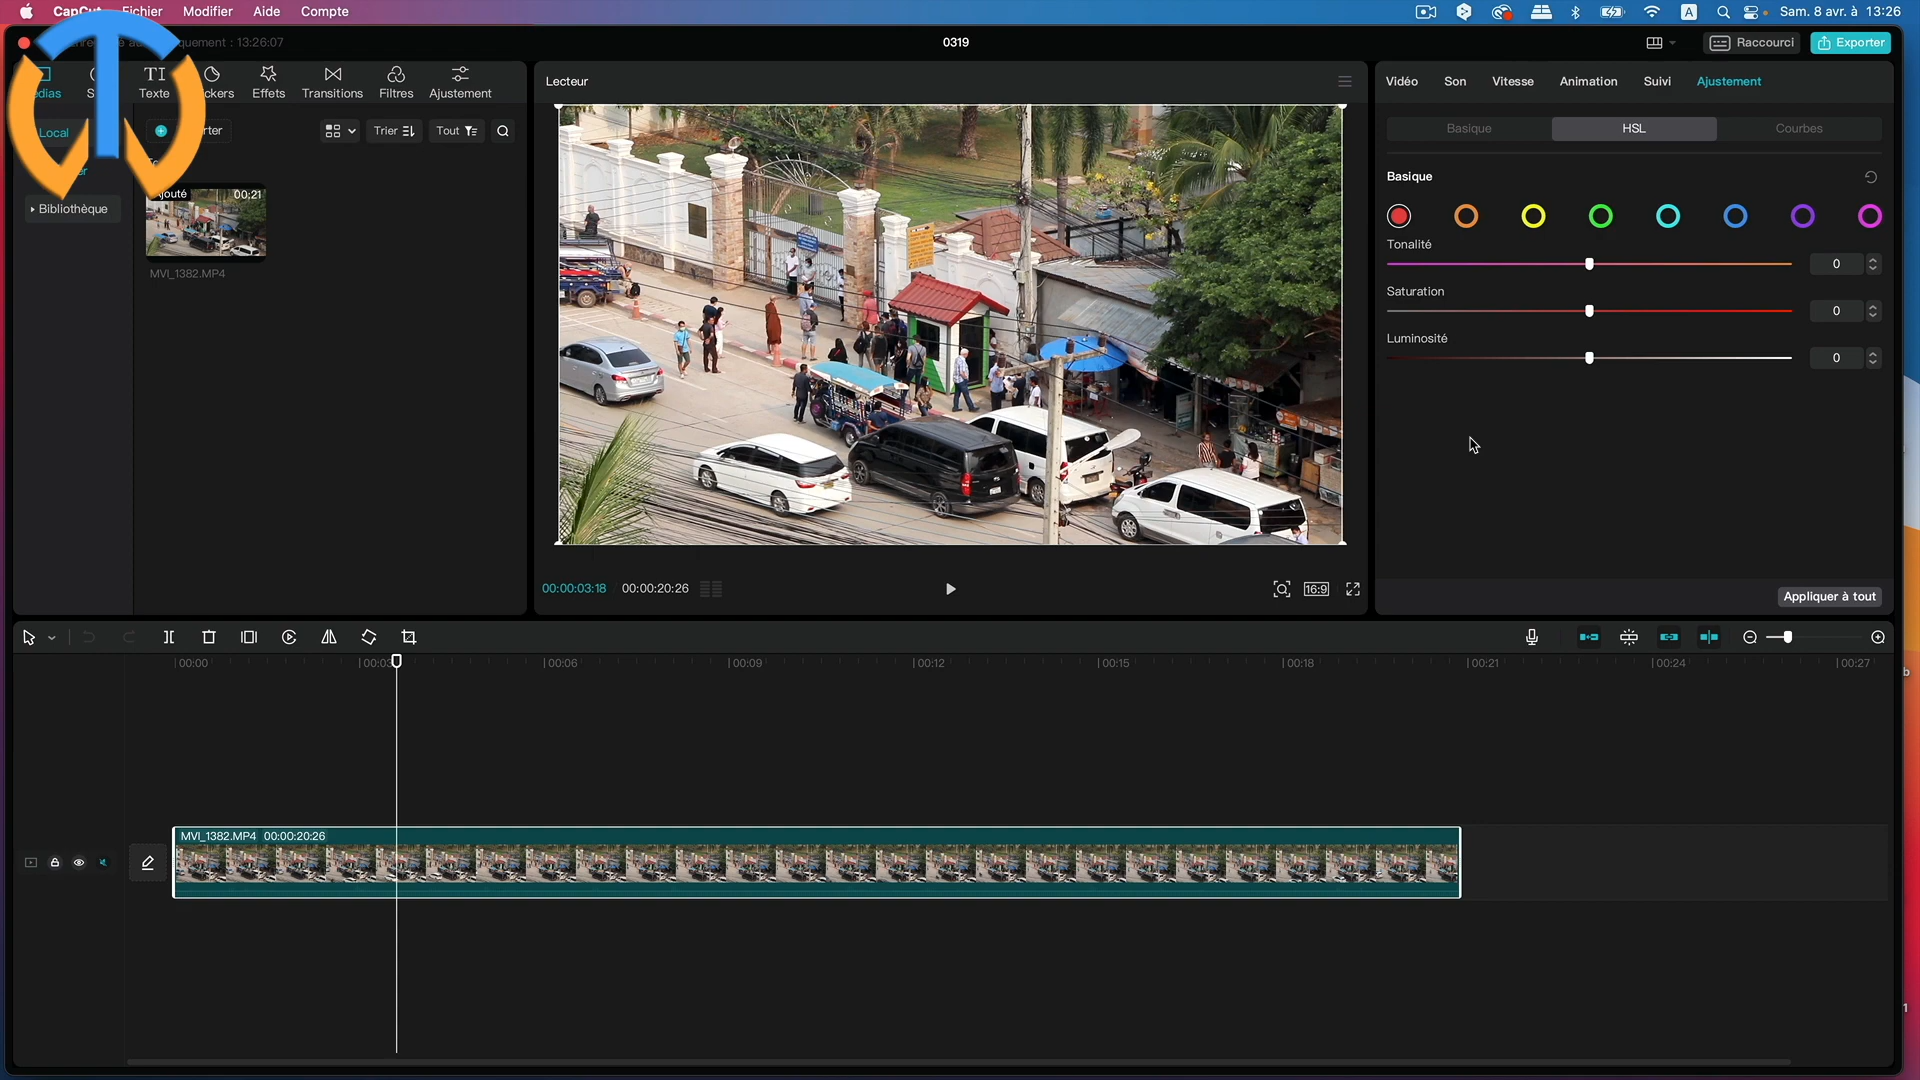 CapCut Fichier Modifier Aide Compte
A Sam. 8 avr. à 13:26
quement : 13:26:07
0319
Raccourci
Exporter
Texte
ckers
Effets
Transitions
Filtres
Ajustement
Local
Trier
Tout
Bibliothèque
00:21
MVI_1382.MP4
Lecteur
00:00:03:18 00:00:20:26
16:9
Vidéo Son Vitesse Animation Suivi Ajustement
Basique HSL Courbes
Basique
Tonalité
0
Saturation
0
Luminosité
0
Appliquer à tout
00:00 00:03 00:06 00:09 00:12 00:15 00:18 00:21 00:24 00:27
MVI_1382.MP4 00:00:20:26